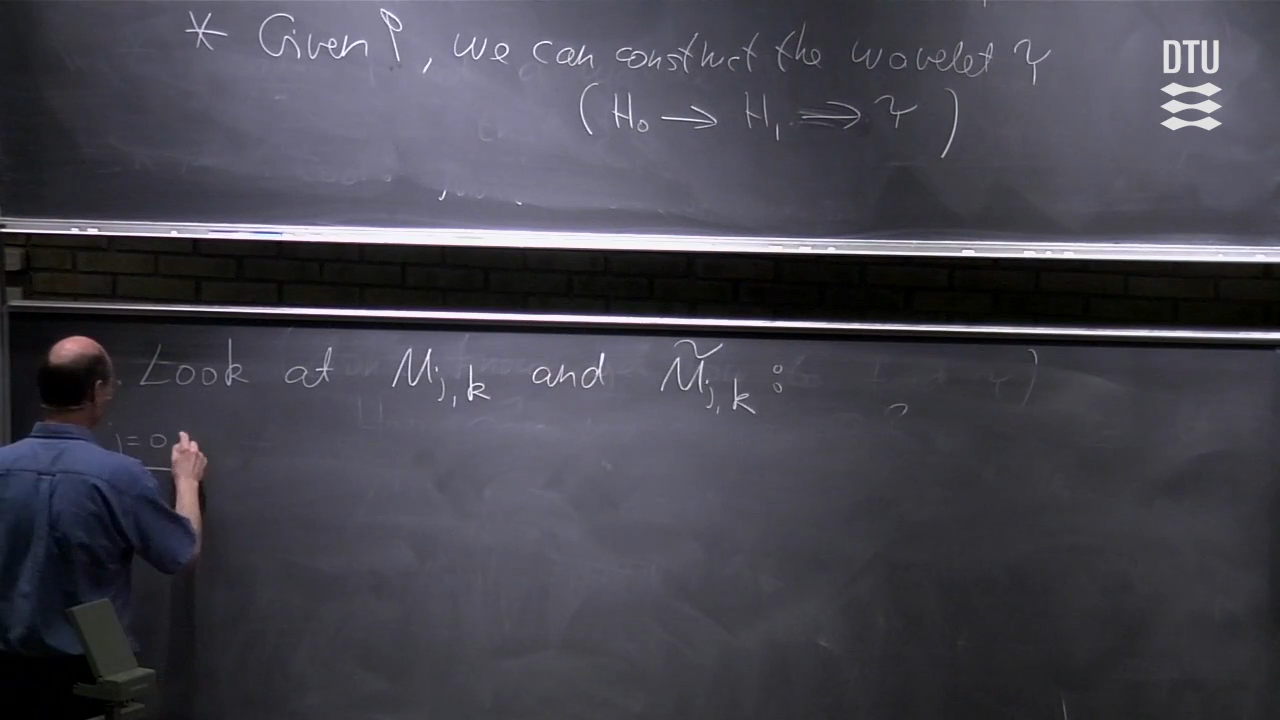 * Given φ, we can construct the wavelet ψ
(H₀ → H₁ ⇒ ψ)
DTU
Look at M_{j,k} and M̃_{j,k}:
j = 0